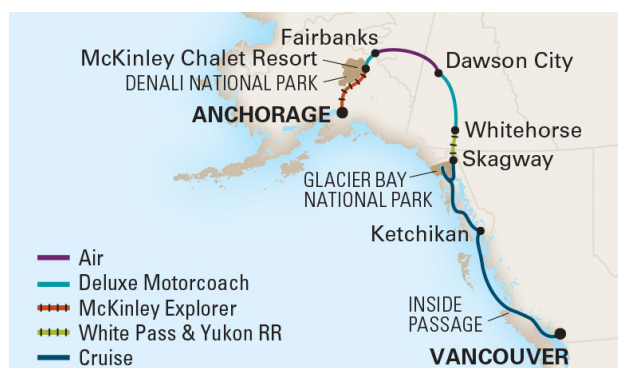 Fairbanks
McKinley Chalet Resort
DENALI NATIONAL PARK
Dawson City
ANCHORAGE
Whitehorse
Skagway
GLACIER BAY
NATIONAL PARK
Ketchikan
Air
Deluxe Motorcoach
McKinley Explorer
White Pass & Yukon RR
Cruise
INSIDE
PASSAGE
VANCOUVER